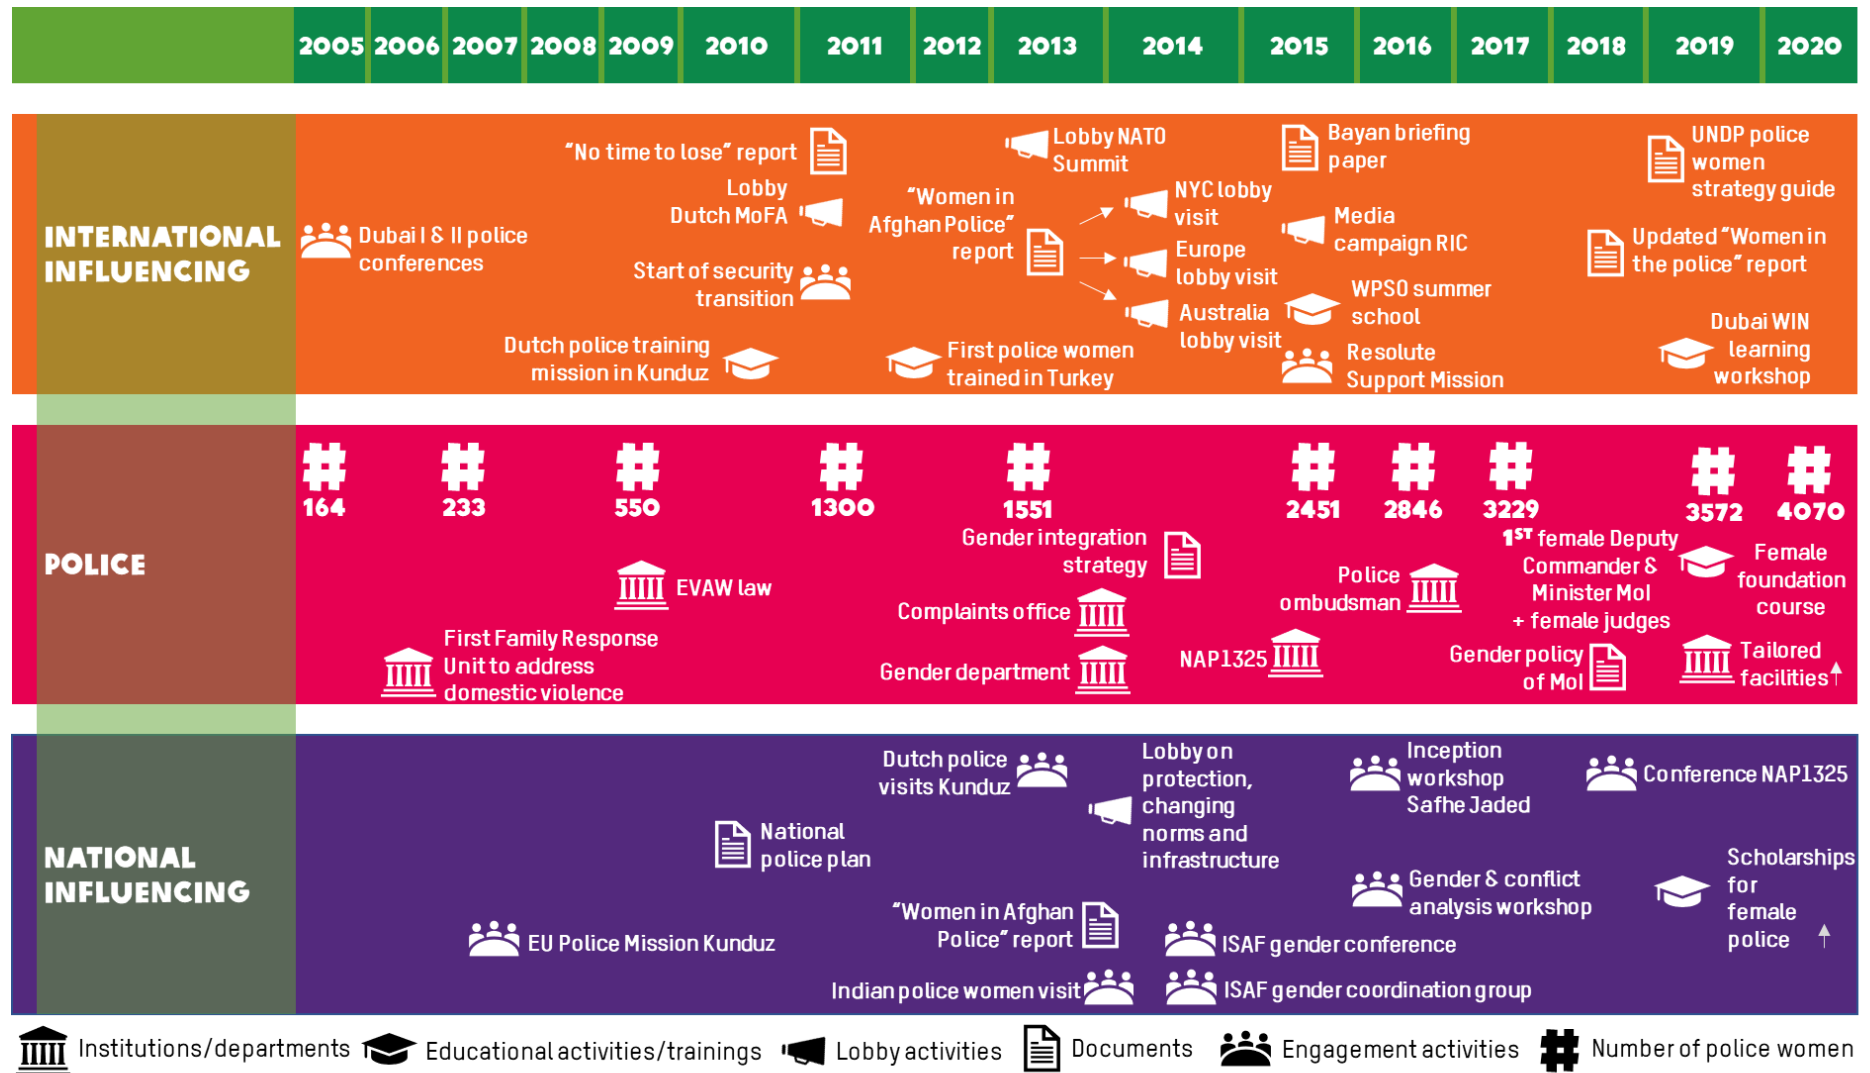 2005 2006 2007 2008 2009 2010 2011 2012 2013 2014 2015 2016 2017 2018 2019 2020
INTERNATIONAL
INFLUENCING
Dubai I & II police
conferences
"No time to lose" report
Lobby
Dutch MoFA
Start of security
transition
Dutch police training
mission in Kunduz
Lobby NATO
Summit
"Women in
Afghan Police"
report
First police women
trained in Turkey
NYC lobby
visit
Europe
lobby visit
Australia
lobby visit
Bayan briefing
paper
Media
campaign RIC
WPSO summer
school
Resolute
Support Mission
UNDP police
women
strategy guide
Updated "Women in
the police" report
Dubai WIN
learning
workshop
POLICE
164 233 550 1300 1551 2451 2846 3229 3572 4070
First Family Response
Unit to address
domestic violence
EVAW law
Gender integration
strategy
Complaints office
Gender department
NAP1325
Police
ombudsman
1ST female Deputy
Commander &
Minister MoI
+ female judges
Gender policy
of MoI
Female
foundation
course
Tailored
facilities
NATIONAL
INFLUENCING
EU Police Mission Kunduz
National
police plan
Dutch police
visits Kunduz
"Women in Afghan
Police" report
Indian police women visit
Lobby on
protection,
changing
norms and
infrastructure
ISAF gender conference
ISAF gender coordination group
Inception
workshop
Safhe Jaded
Gender & conflict
analysis workshop
Conference NAP1325
Scholarships
for
female
police
Institutions/departments Educational activities/trainings Lobby activities Documents Engagement activities Number of police women